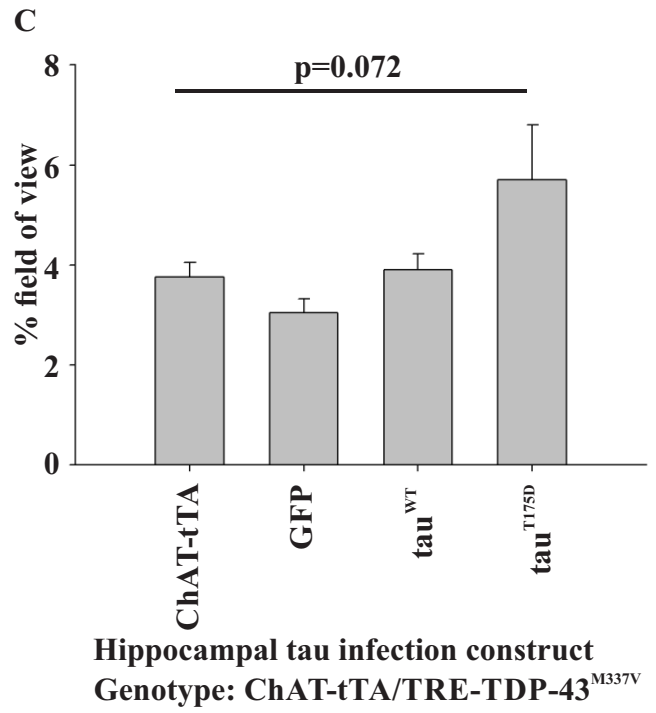 C
8
p=0.072
6
4
2
0
% field of view
ChAT-tTA
GFP
tau^WT
tau^T175D
Hippocampal tau infection construct
Genotype: ChAT-tTA/TRE-TDP-43^M337V